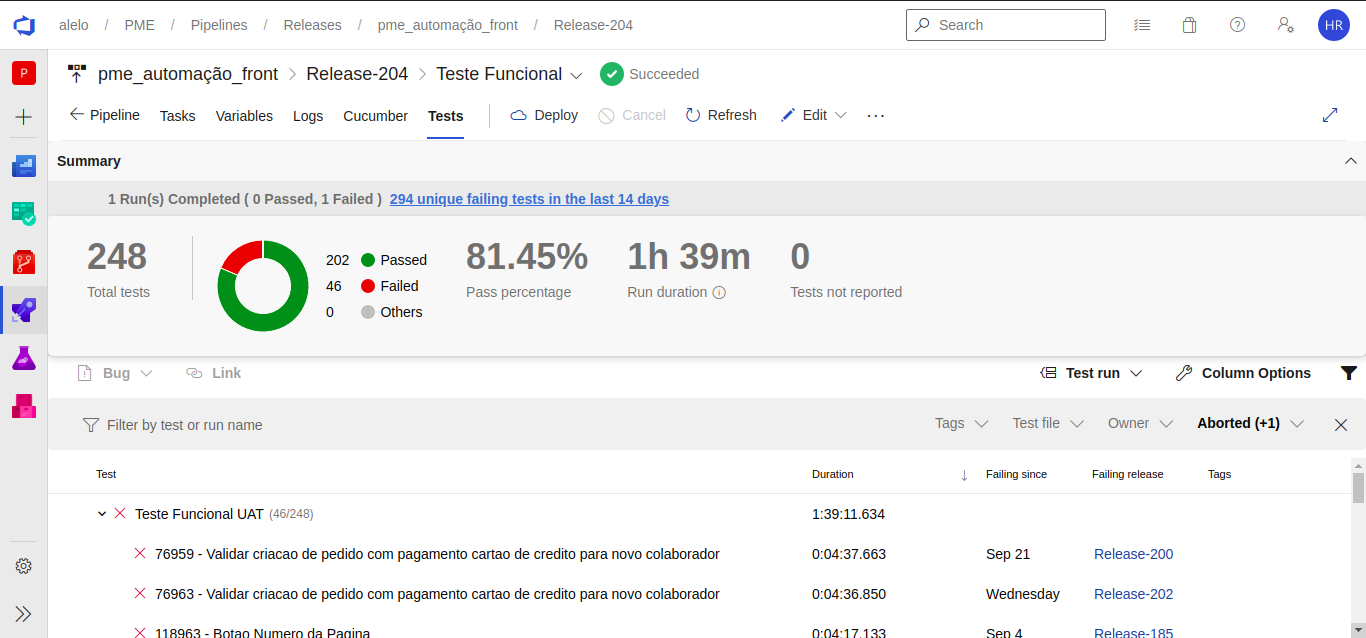 alelo / PME / Pipelines / Releases / pme_automação_front / Release-204
Search
HR
P
pme_automação_front > Release-204 > Teste Funcional
Succeeded
Pipeline Tasks Variables Logs Cucumber Tests Deploy Cancel Refresh Edit ...
Summary
1 Run(s) Completed ( 0 Passed, 1 Failed ) 294 unique failing tests in the last 14 days
248
Total tests
202 Passed
46 Failed
0 Others
81.45%
Pass percentage
1h 39m
Run duration
0
Tests not reported
Bug Link Test run Column Options
Filter by test or run name Tags Test file Owner Aborted (+1)
Test Duration Failing since Failing release Tags
Teste Funcional UAT (46/248) 1:39:11.634
76959 - Validar criacao de pedido com pagamento cartao de credito para novo colaborador 0:04:37.663 Sep 21 Release-200
76963 - Validar criacao de pedido com pagamento cartao de credito para novo colaborador 0:04:36.850 Wednesday Release-202
118963 - Botao Numero da Pagina 0:04:17.133 Sep 4 Release-185